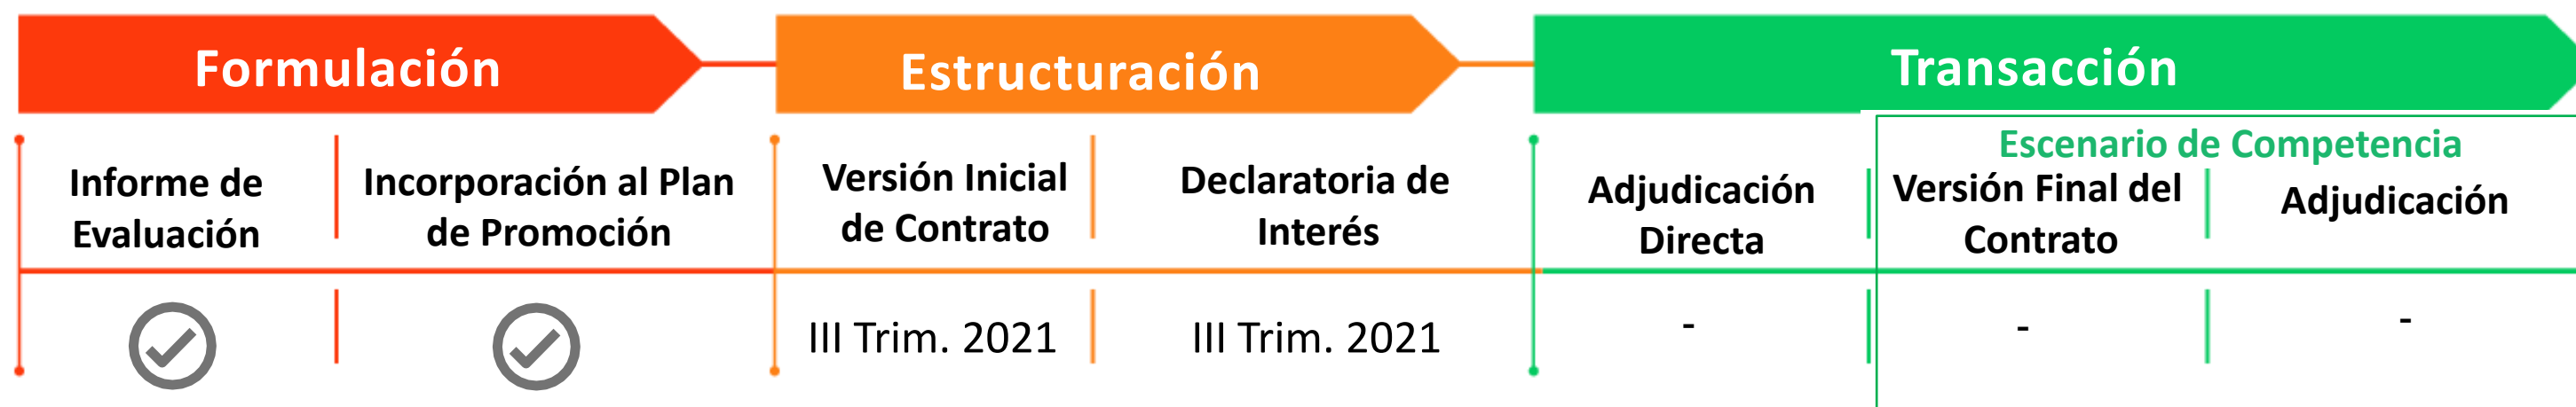 Formulación
Estructuración
Transacción
Escenario de Competencia
Informe de
Evaluación
Incorporación al Plan
de Promoción
Versión Inicial
de Contrato
Declaratoria de
Interés
Adjudicación
Directa
Versión Final del
Contrato
Adjudicación
III Trim. 2021
III Trim. 2021
-
-
-